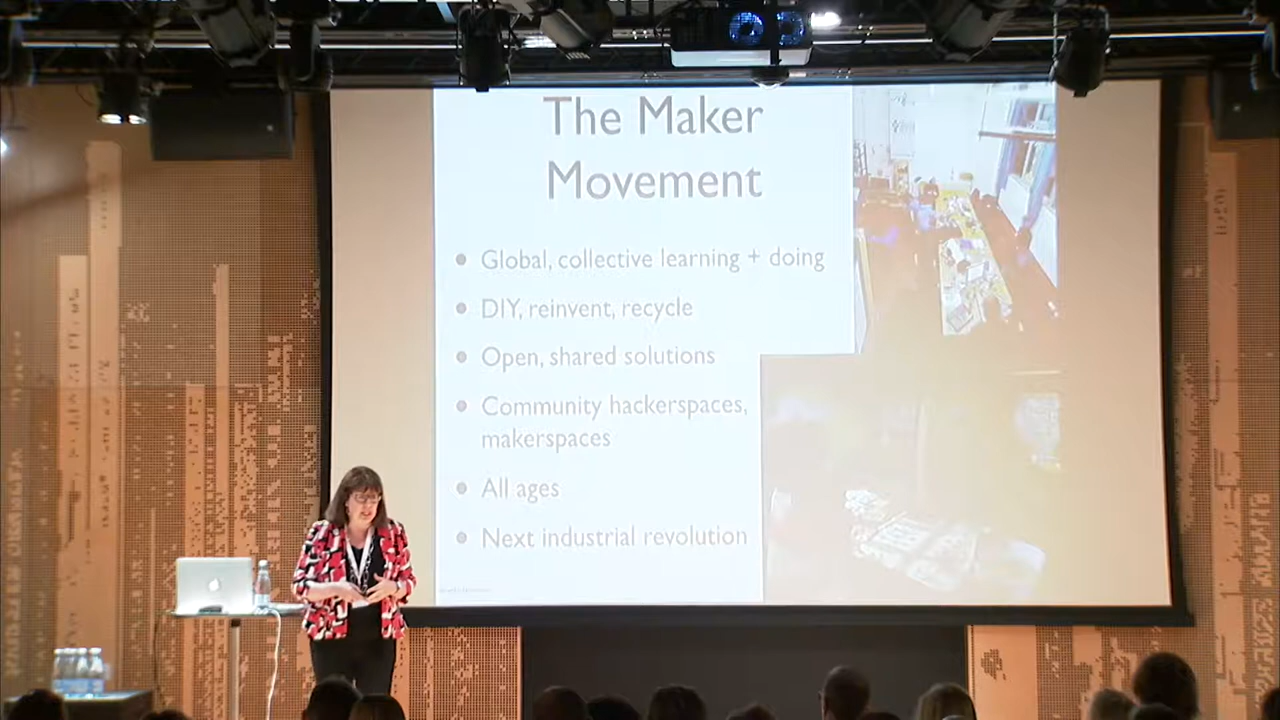 The Maker
Movement
• Global, collective learning + doing
• DIY, reinvent, recycle
• Open, shared solutions
• Community hackerspaces,
makerspaces
• All ages
• Next industrial revolution